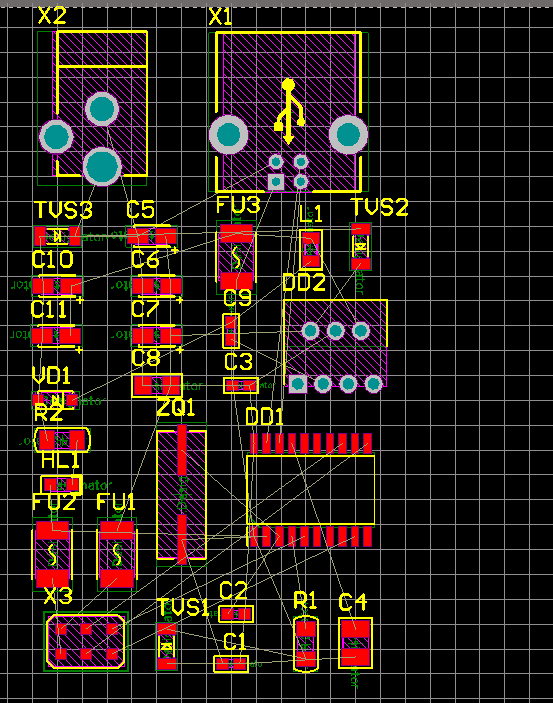 X2 X1
TVS3 C5 FU3 L1 TVS2
C10 C6 DD2
C11 C7 C9
VD1 C8 C3
R2 ZQ1 DD1
HL1
FU2 FU1
X3 TVS1 C2 R1 C4
C1